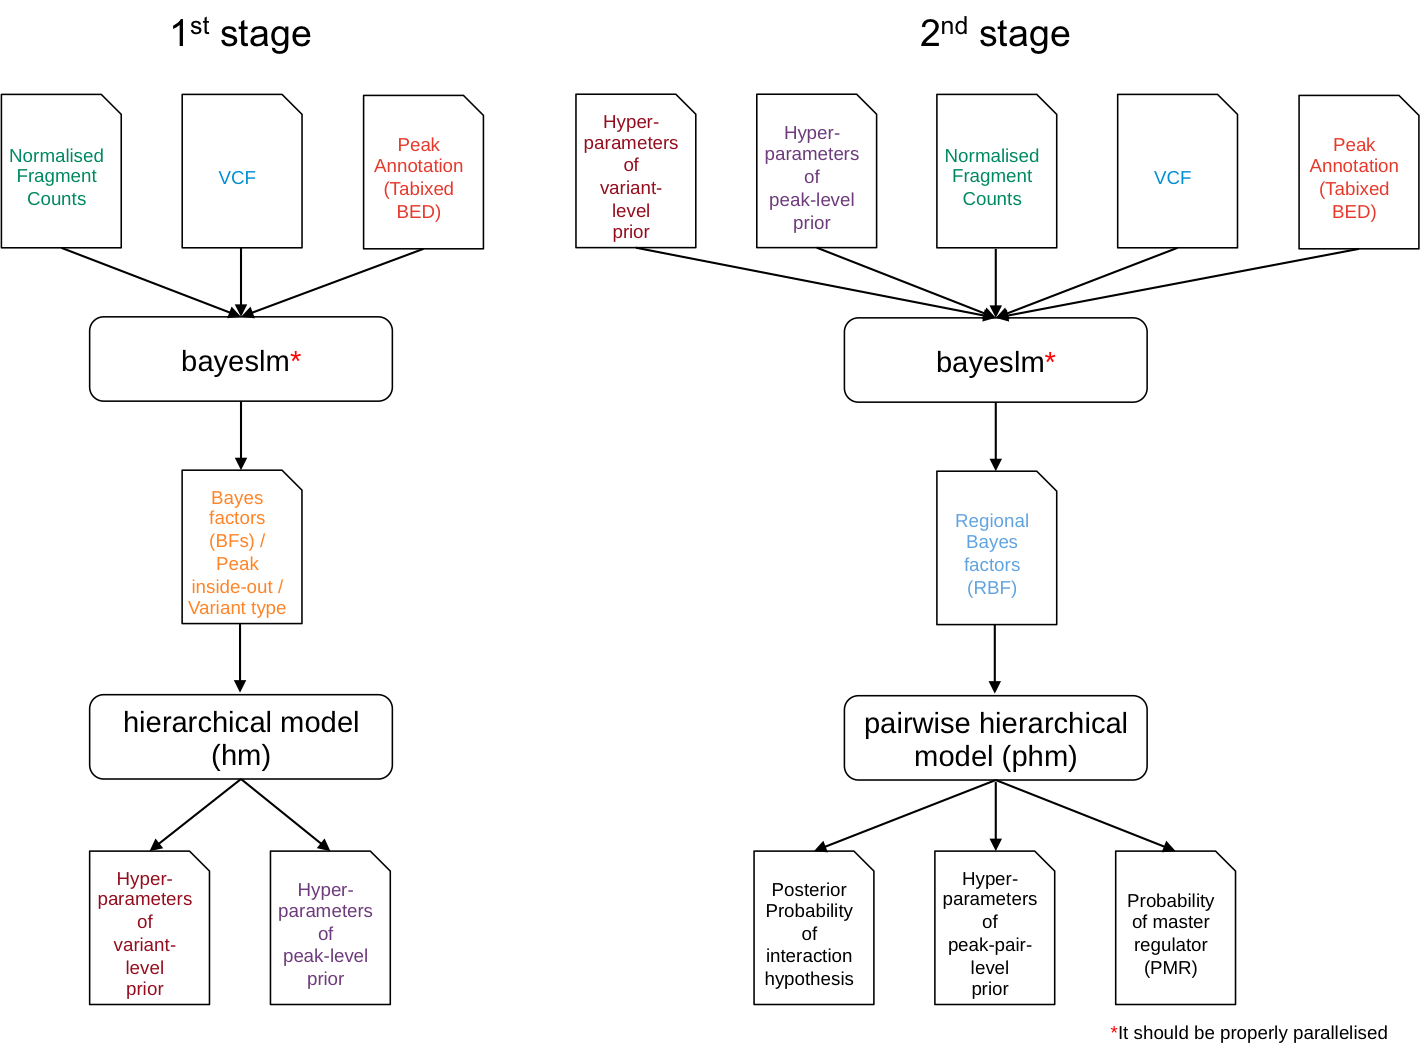 1st stage
2nd stage
Normalised
Fragment
Counts
VCF
Peak
Annotation
(Tabixed
BED)
Hyper-
parameters
of
variant-
level
prior
Hyper-
parameters
of
peak-level
prior
Normalised
Fragment
Counts
VCF
Peak
Annotation
(Tabixed
BED)
bayeslm*
bayeslm*
Bayes
factors
(BFs) /
Peak
inside-out /
Variant type
Regional
Bayes
factors
(RBF)
hierarchical model
(hm)
pairwise hierarchical
model (phm)
Hyper-
parameters
of
variant-
level
prior
Hyper-
parameters
of
peak-level
prior
Posterior
Probability
of
interaction
hypothesis
Hyper-
parameters
of
peak-pair-
level
prior
Probability
of master
regulator
(PMR)
*It should be properly parallelised